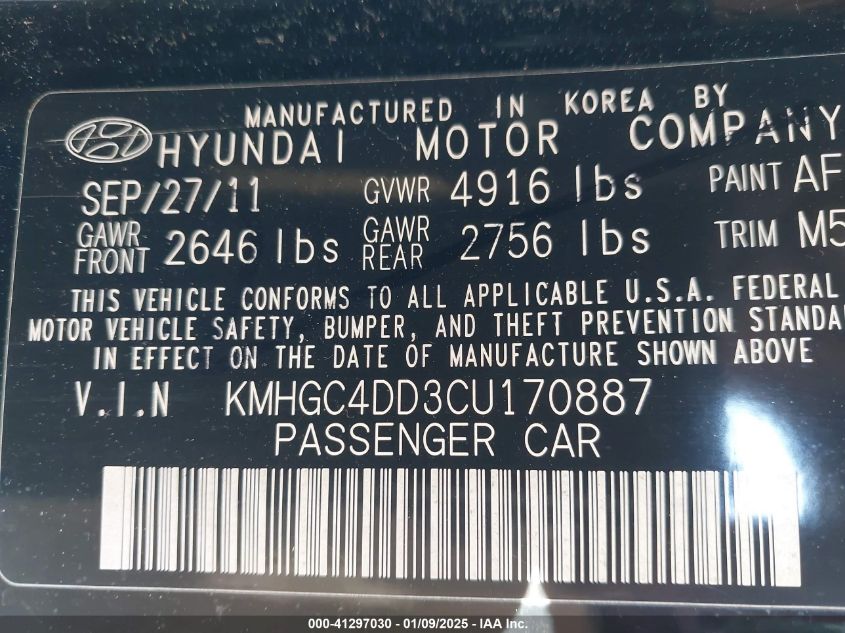 MANUFACTURED IN KOREA BY
HYUNDAI MOTOR COMPANY
SEP/27/11 GVWR 4916 lbs PAINT AF
GAWR FRONT 2646 lbs GAWR REAR 2756 lbs TRIM M5
THIS VEHICLE CONFORMS TO ALL APPLICABLE U.S.A. FEDERAL
MOTOR VEHICLE SAFETY, BUMPER, AND THEFT PREVENTION STANDA
IN EFFECT ON THE DATE OF MANUFACTURE SHOWN ABOVE
V.I.N KMHGC4DD3CU170887
PASSENGER CAR
000-41297030 - 01/09/2025 - IAA Inc.